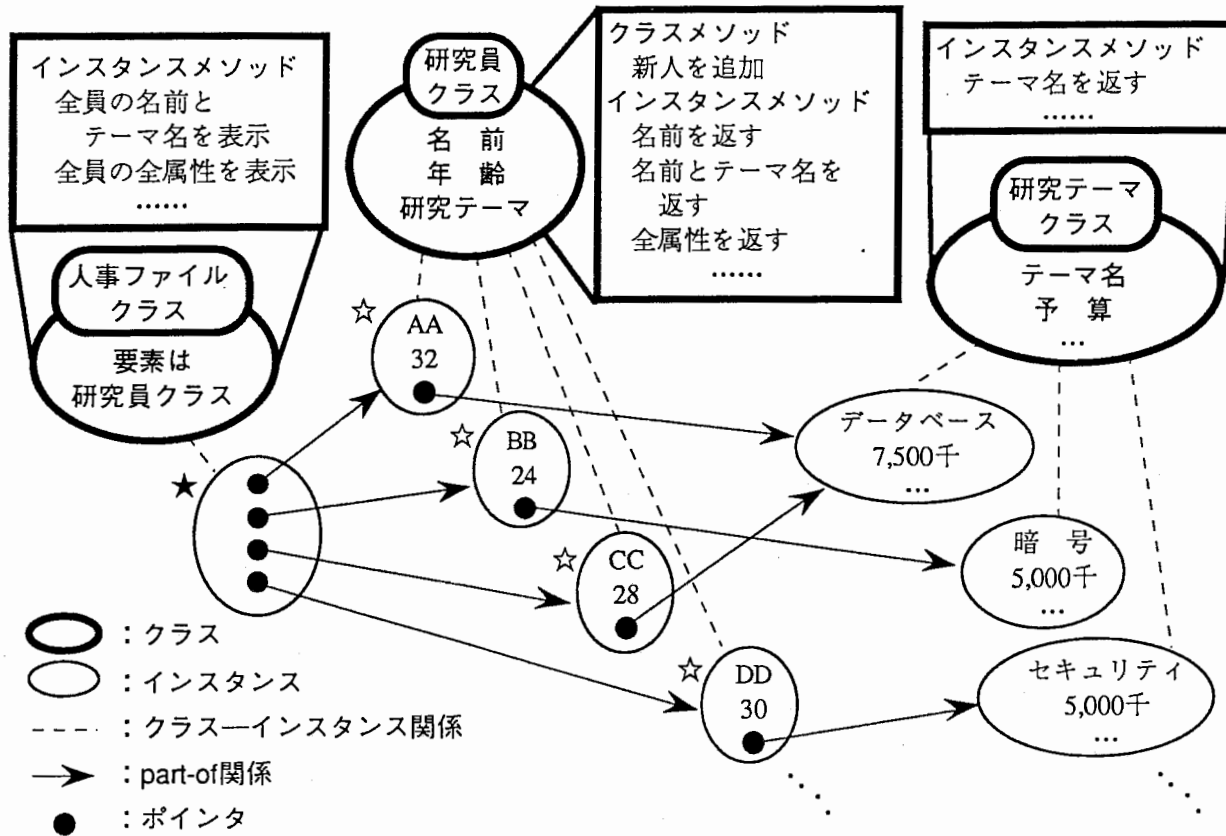 インスタンスメソッド
全員の名前と
テーマ名を表示
全員の全属性を表示
……
人事ファイル
クラス
要素は
研究員クラス
研究員
クラス
名 前
年 齢
研究テーマ
クラスメソッド
新人を追加
インスタンスメソッド
名前を返す
名前とテーマ名を
返す
全属性を返す
……
インスタンスメソッド
テーマ名を返す
……
研究テーマ
クラス
テーマ名
予 算
…
★
☆
AA
32
☆
BB
24
☆
CC
28
☆
DD
30
データベース
7,500千
…
暗 号
5,000千
…
セキュリティ
5,000千
…
：クラス
：インスタンス
：クラス―インスタンス関係
：part-of関係
：ポインタ